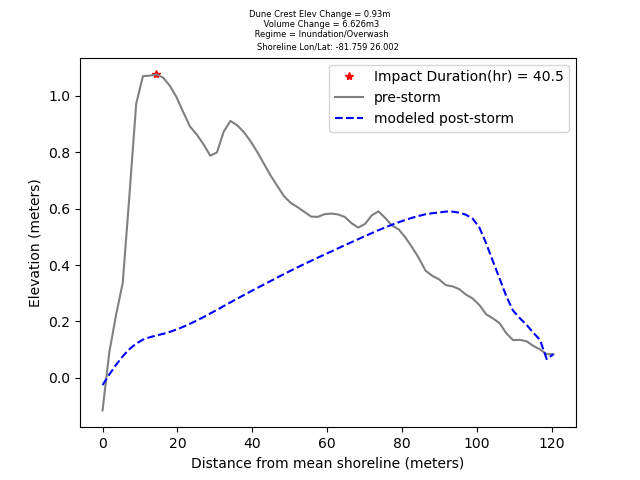 Dune Crest Elev Change = 0.93m
Volume Change = 6.626m3
Regime = Inundation/Overwash
Shoreline Lon/Lat: -81.759 26.002
Impact Duration(hr) = 40.5
pre-storm
modeled post-storm
1.0
0.8
0.6
0.4
0.2
0.0
Elevation (meters)
0 20 40 60 80 100 120
Distance from mean shoreline (meters)